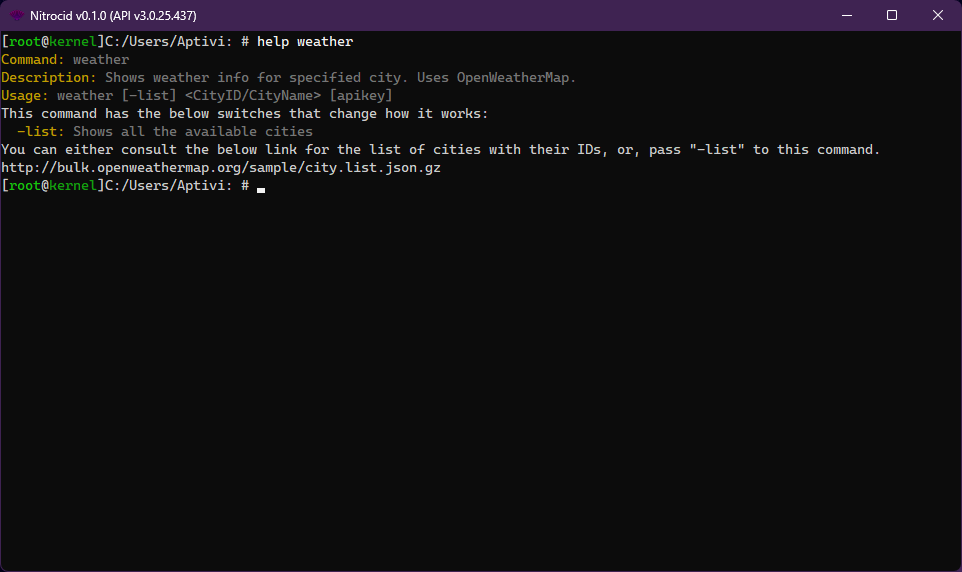 Nitrocid v0.1.0 (API v3.0.25.437)
[root@kernel]C:/Users/Aptivi: # help weather
Command: weather
Description: Shows weather info for specified city. Uses OpenWeatherMap.
Usage: weather [-list] <CityID/CityName> [apikey]
This command has the below switches that change how it works:
  -list: Shows all the available cities
You can either consult the below link for the list of cities with their IDs, or, pass "-list" to this command.
http://bulk.openweathermap.org/sample/city.list.json.gz
[root@kernel]C:/Users/Aptivi: #